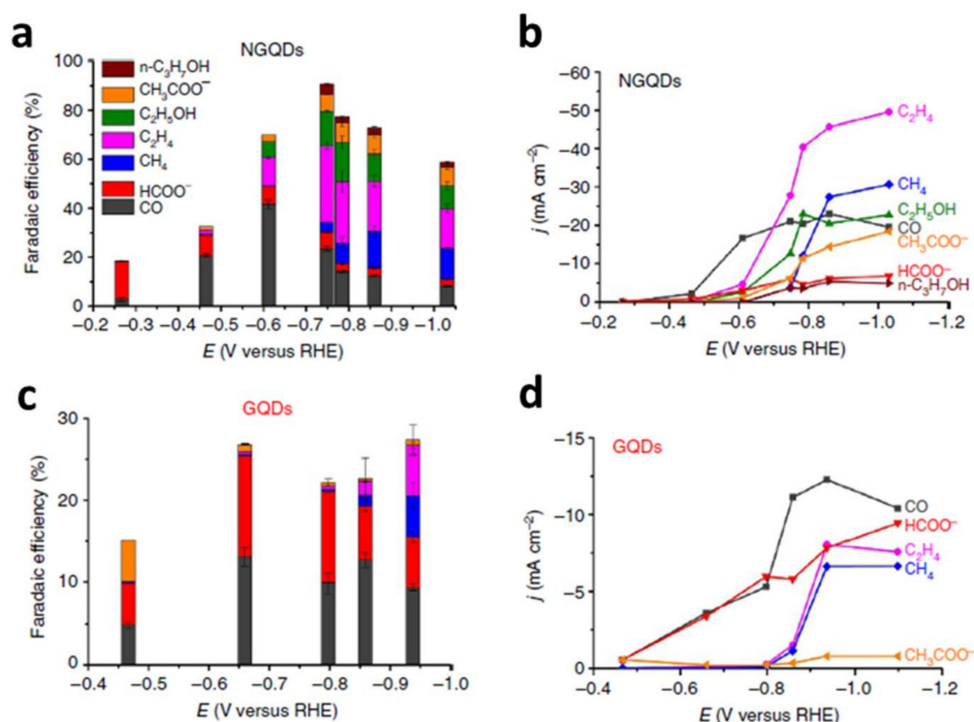 a
NGQDs
n-C₃H₇OH
CH₃COO⁻
C₂H₅OH
C₂H₄
CH₄
HCOO⁻
CO
Faradaic efficiency (%)
100
80
60
40
20
0
−0.2 −0.3 −0.4 −0.5 −0.6 −0.7 −0.8 −0.9 −1.0
E (V versus RHE)
b
NGQDs
j (mA cm⁻²)
−60
−50
−40
−30
−20
−10
0
C₂H₄
CH₄
C₂H₅OH
CO
CH₃COO⁻
HCOO⁻
n-C₃H₇OH
−0.2 −0.4 −0.6 −0.8 −1.0 −1.2
E (V versus RHE)
c
GQDs
Faradaic efficiency (%)
30
20
10
0
−0.4 −0.5 −0.6 −0.7 −0.8 −0.9 −1.0
E (V versus RHE)
d
GQDs
j (mA cm⁻²)
−15
−10
−5
0
CO
HCOO⁻
C₂H₄
CH₄
CH₃COO⁻
−0.4 −0.6 −0.8 −1.0 −1.2
E (V versus RHE)